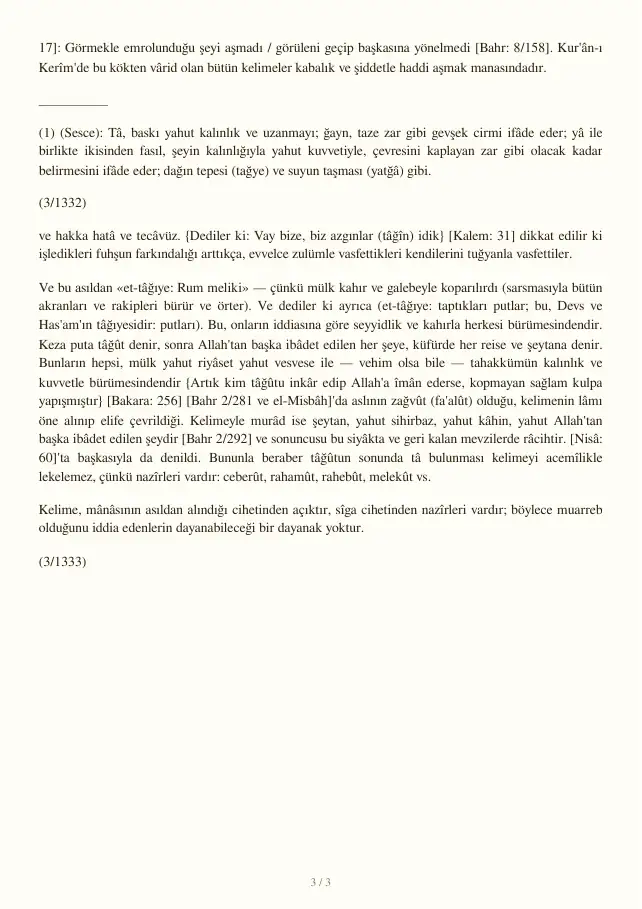 17]: Görmekle emrolunduğu şeyi aşmadı / görüleni geçip başkasına yönelmedi [Bahr: 8/158]. Kur'ân-ı
Kerîm'de bu kökten vârid olan bütün kelimeler kabalık ve şiddetle haddi aşmak manasındadır.
(1) (Sesce): Tâ, baskı yahut kalınlık ve uzanmayı; ğayn, taze zar gibi gevşek cirmi ifâde eder; yâ ile
birlikte ikisinden fasıl, şeyin kalınlığıyla yahut kuvvetiyle, çevresini kaplayan zar gibi olacak kadar
belirmesini ifâde eder; dağın tepesi (tağye) ve suyun taşması (yatğâ) gibi.
(3/1332)
ve hakka hatâ ve tecâvüz. {Dediler ki: Vay bize, biz azgınlar (tâğîn) idik} [Kalem: 31] dikkat edilir ki
işledikleri fuhşun farkındalığı arttıkça, evvelce zulümle vasfettikleri kendilerini tuğyanla vasfettiler.
Ve bu asıldan «et-tâğıye: Rum meliki» — çünkü mülk kahır ve galebeyle koparılırdı (sarsmasıyla bütün
akranları ve rakipleri bürür ve örter). Ve dediler ki ayrıca (et-tâğıye: taptıkları putlar; bu, Devs ve
Has'am'ın tâğıyesidir: putları). Bu, onların iddiasına göre seyyidlik ve kahırla herkesi bürümesindendir.
Keza puta tâğût denir, sonra Allah'tan başka ibâdet edilen her şeye, küfürde her reise ve şeytana denir.
Bunların hepsi, mülk yahut riyâset yahut vesvese ile — vehim olsa bile — tahakkümün kalınlık ve
kuvvetle bürümesindendir {Artık kim tâğûtu inkâr edip Allah'a îmân ederse, kopmayan sağlam kulpa
yapışmıştır} [Bakara: 256] [Bahr 2/281 ve el-Misbâh]'da aslının zağvût (fa'alût) olduğu, kelimenin lâmı
öne alınıp elife çevrildiği. Kelimeyle murâd ise şeytan, yahut sihirbaz, yahut kâhin, yahut Allah'tan
başka ibâdet edilen şeydir [Bahr 2/292] ve sonuncusu bu siyâkta ve geri kalan mevzilerde râcihtir. [Nisâ:
60]'ta başkasıyla da denildi. Bununla beraber tâğûtun sonunda tâ bulunması kelimeyi acemîlikle
lekelemez, çünkü nazîrleri vardır: ceberût, rahamût, rahebût, melekût vs.
Kelime, mânâsının asıldan alındığı cihetinden açıktır, sîga cihetinden nazîrleri vardır; böylece muarreb
olduğunu iddia edenlerin dayanabileceği bir dayanak yoktur.
(3/1333)
3 / 3